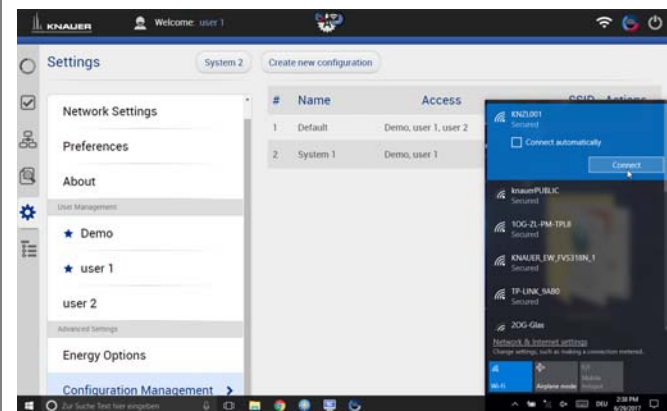 KNAUER Welcome: user 1
Settings System 2 Create new configuration
# Name Access SSID Actions
Network Settings
1 Default Demo, user 1, user 2
2 System 1 Demo, user 1
Preferences
About
User Management
Demo
user 1
user 2
Advanced Settings
Energy Options
Configuration Management
KNZL001
Secured
Connect automatically
Connect
knauerPUBLIC
Secured
1OG-ZL-PM-TPL8
Secured
KNAUER_EW_FVS318N_1
Secured
TP-LINK_9AB0
Secured
2OG-Glas
Network & Internet settings
Change settings, such as making a connection metered.
Wi-Fi Airplane mode Mobile hotspot
Zur Suche Text hier eingeben
DEU 2:38 PM
6/29/2017